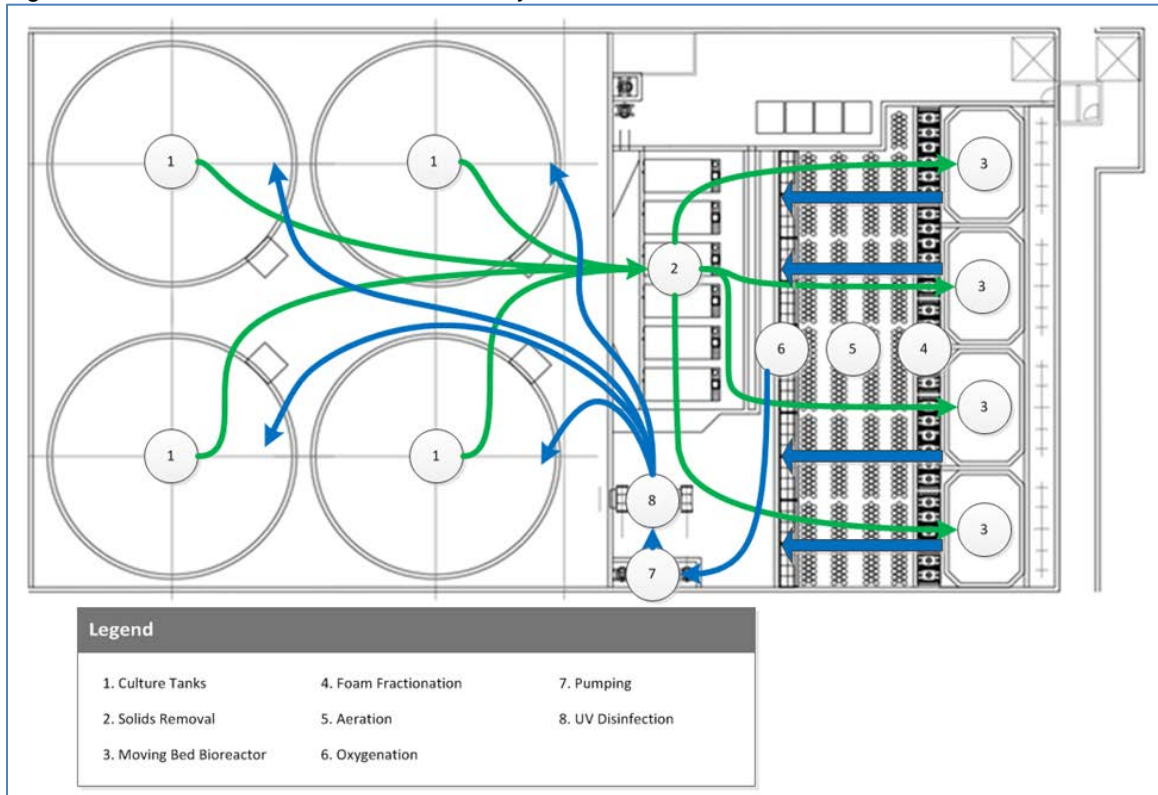 1 1 3
2
3
6 5 4
3
1 1
8
3
7
Legend
1. Culture Tanks 4. Foam Fractionation 7. Pumping
2. Solids Removal 5. Aeration 8. UV Disinfection
3. Moving Bed Bioreactor 6. Oxygenation